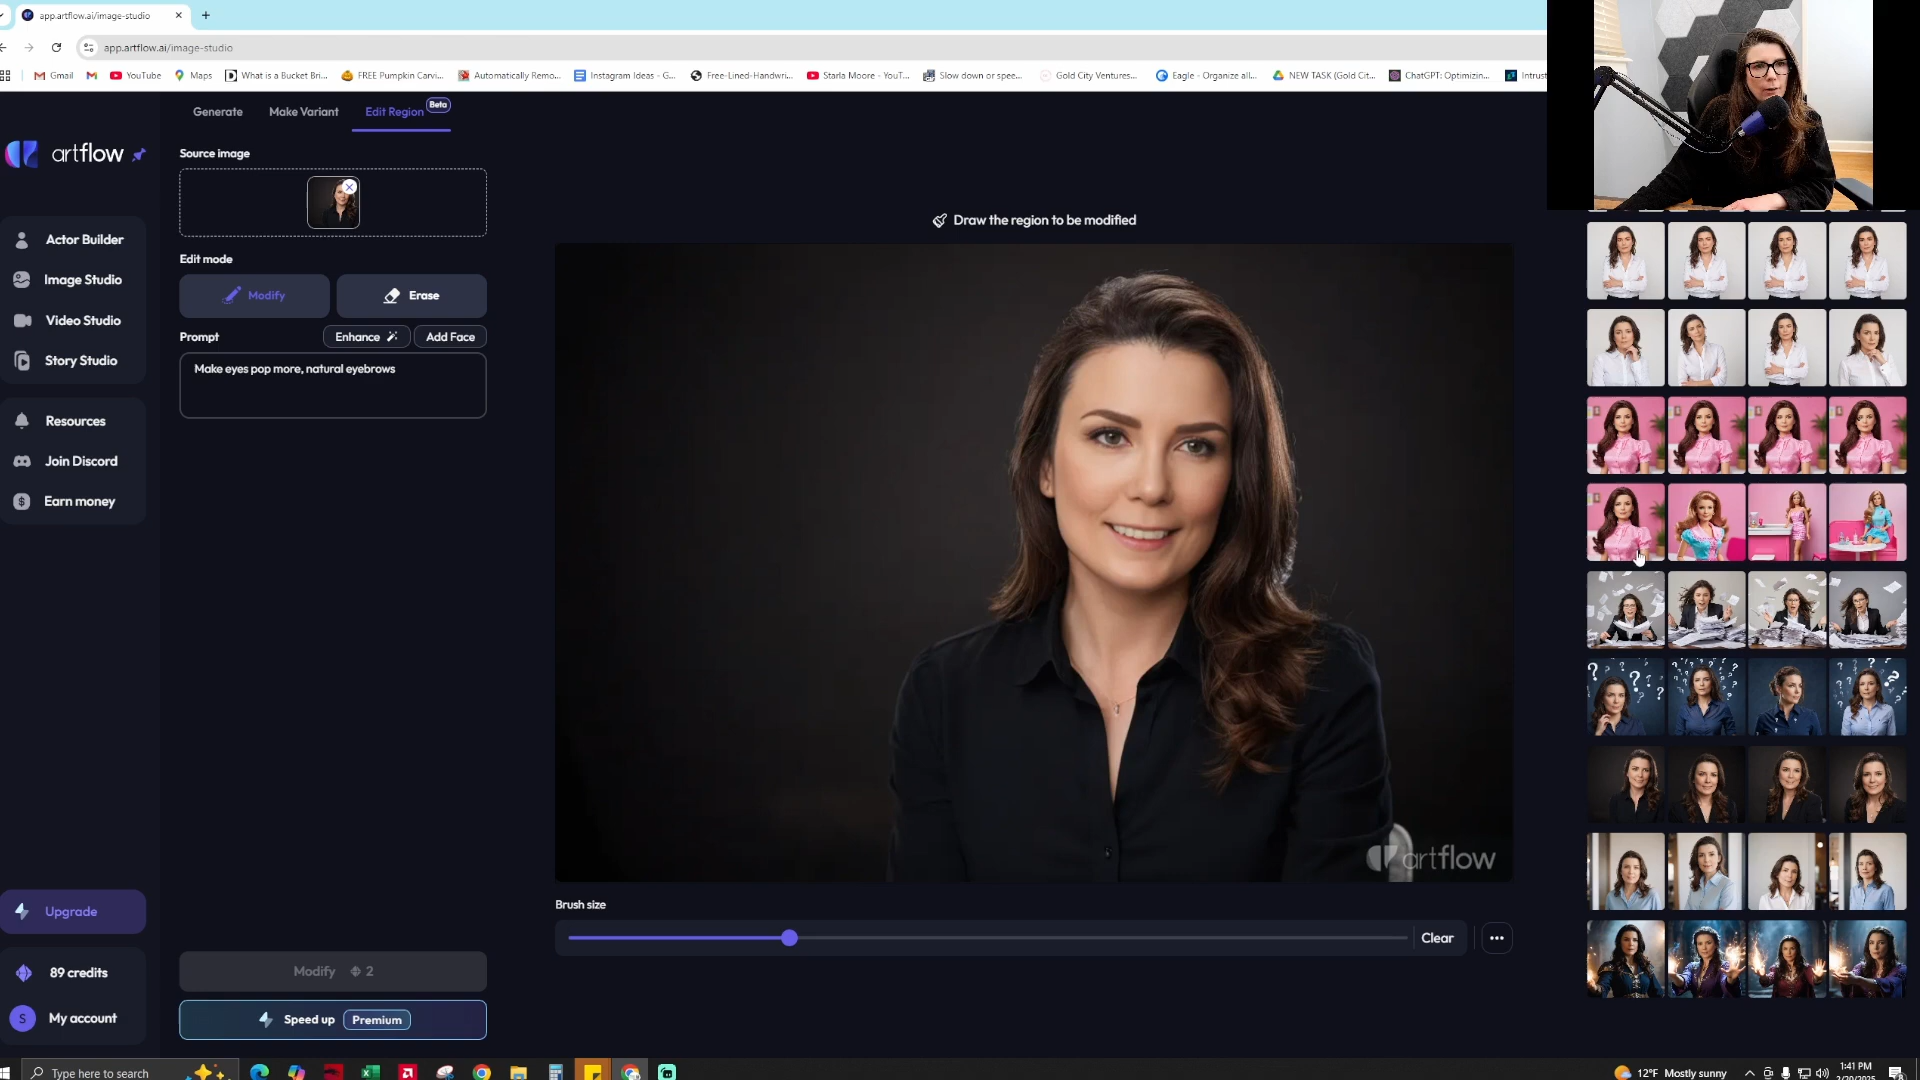 app.artflow.ai/image-studio
app.artflow.ai/image-studio
Gmail
YouTube
Maps
What is a Bucket Bri...
FREE Pumpkin Carvi...
Automatically Remo...
Instagram Ideas - G...
Free-Lined-Handwri...
Starla Moore - YouT...
Slow down or spee...
Gold City Ventures...
Eagle - Organize all...
NEW TASK (Gold Cit...
ChatGPT: Optimizin...
Intrust
Generate
Make Variant
Edit Region
Beta
artflow
Actor Builder
Image Studio
Video Studio
Story Studio
Resources
Join Discord
Earn money
Upgrade
89 credits
S
My account
Source image
Edit mode
Modify
Erase
Prompt
Enhance
Add Face
Make eyes pop more, natural eyebrows
Modify 2
Speed up
Premium
Draw the region to be modified
artflow
Brush size
Clear
Type here to search
12°F Mostly sunny
1:41 PM
2/20/2025